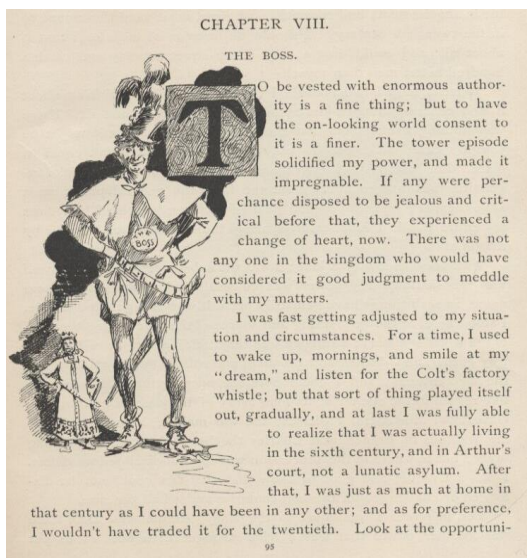 CHAPTER VIII.
THE BOSS.
TO be vested with enormous author-
ity is a fine thing; but to have
the on-looking world consent to
it is a finer. The tower episode
solidified my power, and made it
impregnable. If any were per-
chance disposed to be jealous and crit-
ical before that, they experienced a
change of heart, now. There was not
any one in the kingdom who would have
considered it good judgment to meddle
with my matters.
I was fast getting adjusted to my situa-
tion and circumstances. For a time, I used
to wake up, mornings, and smile at my
“dream,” and listen for the Colt's factory
whistle; but that sort of thing played itself
out, gradually, and at last I was fully able
to realize that I was actually living
in the sixth century, and in Arthur's
court, not a lunatic asylum. After
that, I was just as much at home in
that century as I could have been in any other; and as for preference,
I wouldn't have traded it for the twentieth. Look at the opportuni-
95
BOSS